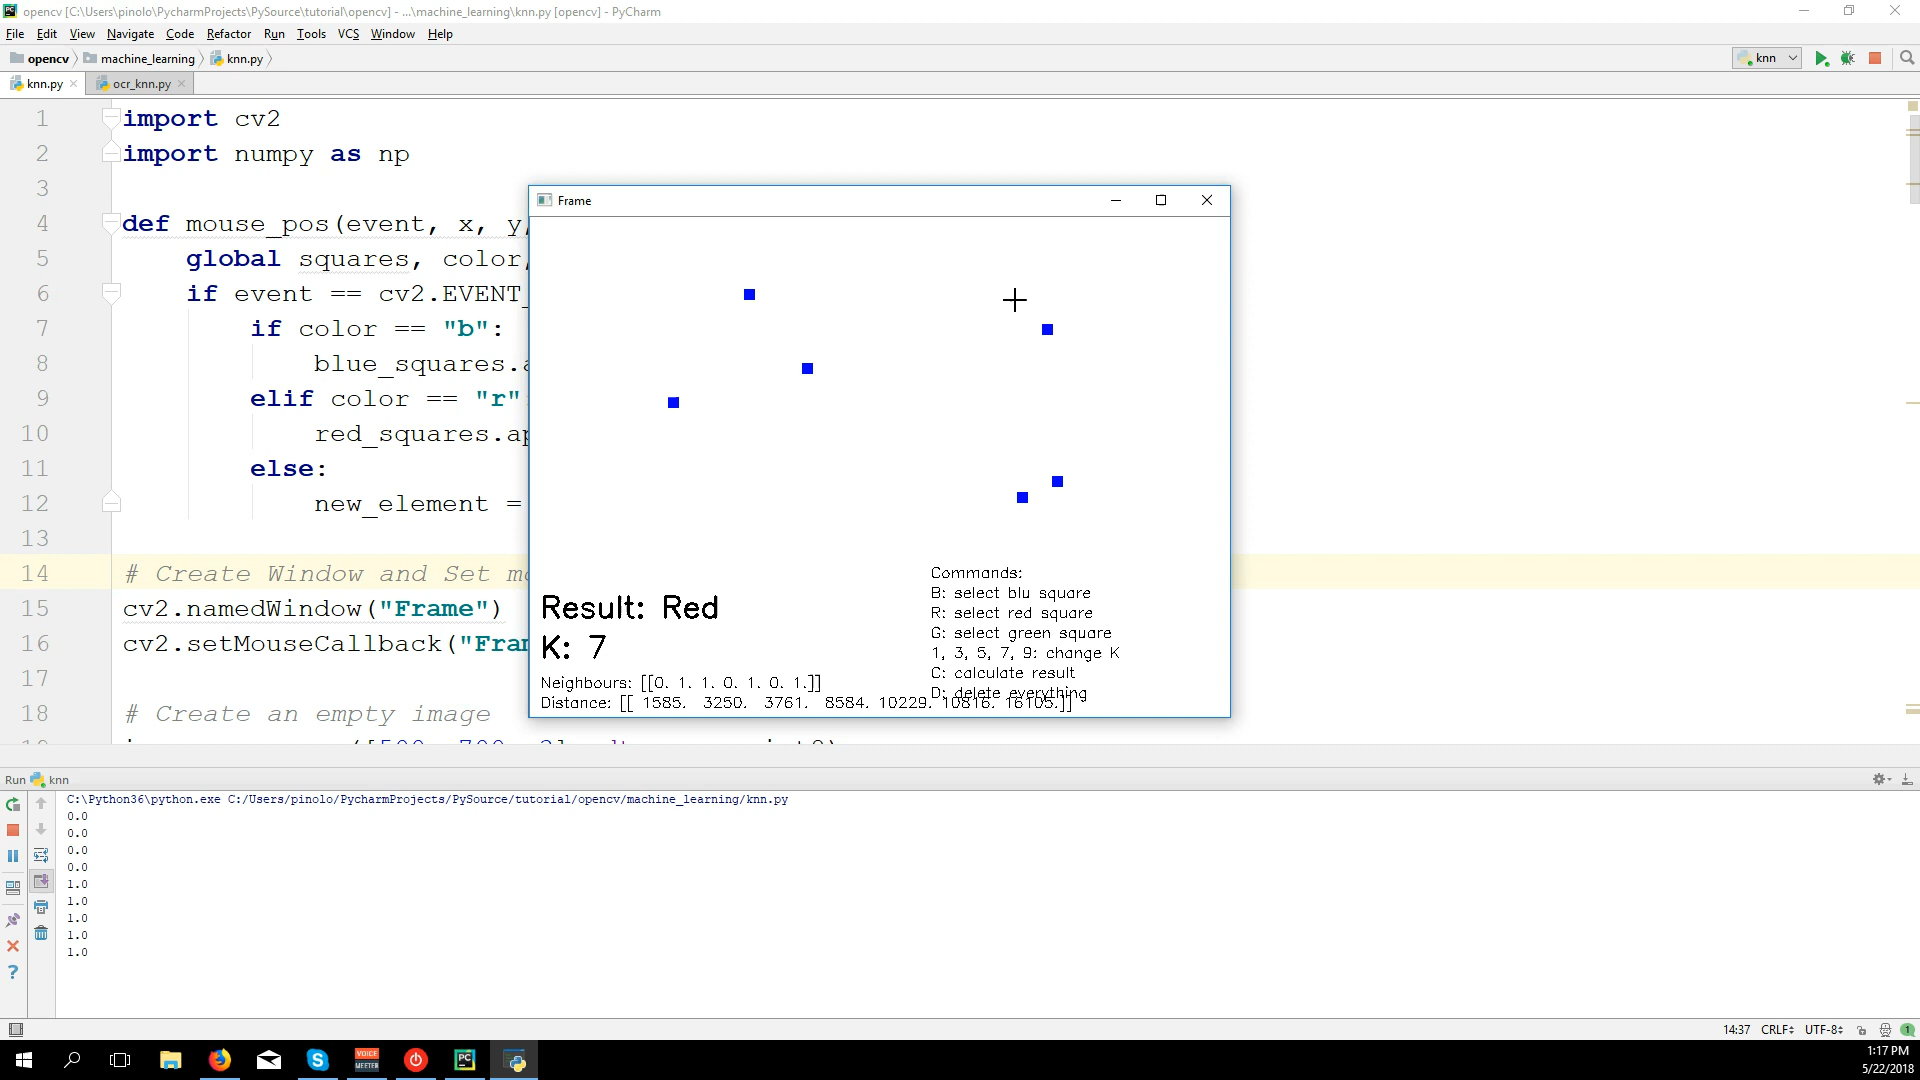 opencv [C:\Users\pinolo\PycharmProjects\PySource\tutorial\opencv] - ...\machine_learning\knn.py [opencv] - PyCharm
File Edit View Navigate Code Refactor Run Tools VCS Window Help
opencv machine_learning knn.py knn
knn.py ocr_knn.py
1 import cv2
2 import numpy as np
3
4 def mouse_pos(event, x, y,
5 global squares, color,
6 if event == cv2.EVENT_
7 if color == "b":
8 blue_squares.a
9 elif color == "r"
10 red_squares.ap
11 else:
12 new_element =
13
14 # Create Window and Set mo
15 cv2.namedWindow("Frame")
16 cv2.setMouseCallback("Fram
17
18 # Create an empty image
Frame
Result: Red
K: 7
Neighbours: [[0. 1. 1. 0. 1. 0. 1.]]
Distance: [[ 1585. 3250. 3761. 8584. 10229. 10816. 16105.]]
Commands:
B: select blu square
R: select red square
G: select green square
1, 3, 5, 7, 9: change K
C: calculate result
D: delete everything
Run knn
C:\Python36\python.exe C:/Users/pinolo/PycharmProjects/PySource/tutorial/opencv/machine_learning/knn.py
0.0
0.0
0.0
0.0
1.0
1.0
1.0
1.0
1.0
14:37 CRLF UTF-8 1
VOICE
MEETER
PC
1:17 PM
5/22/2018